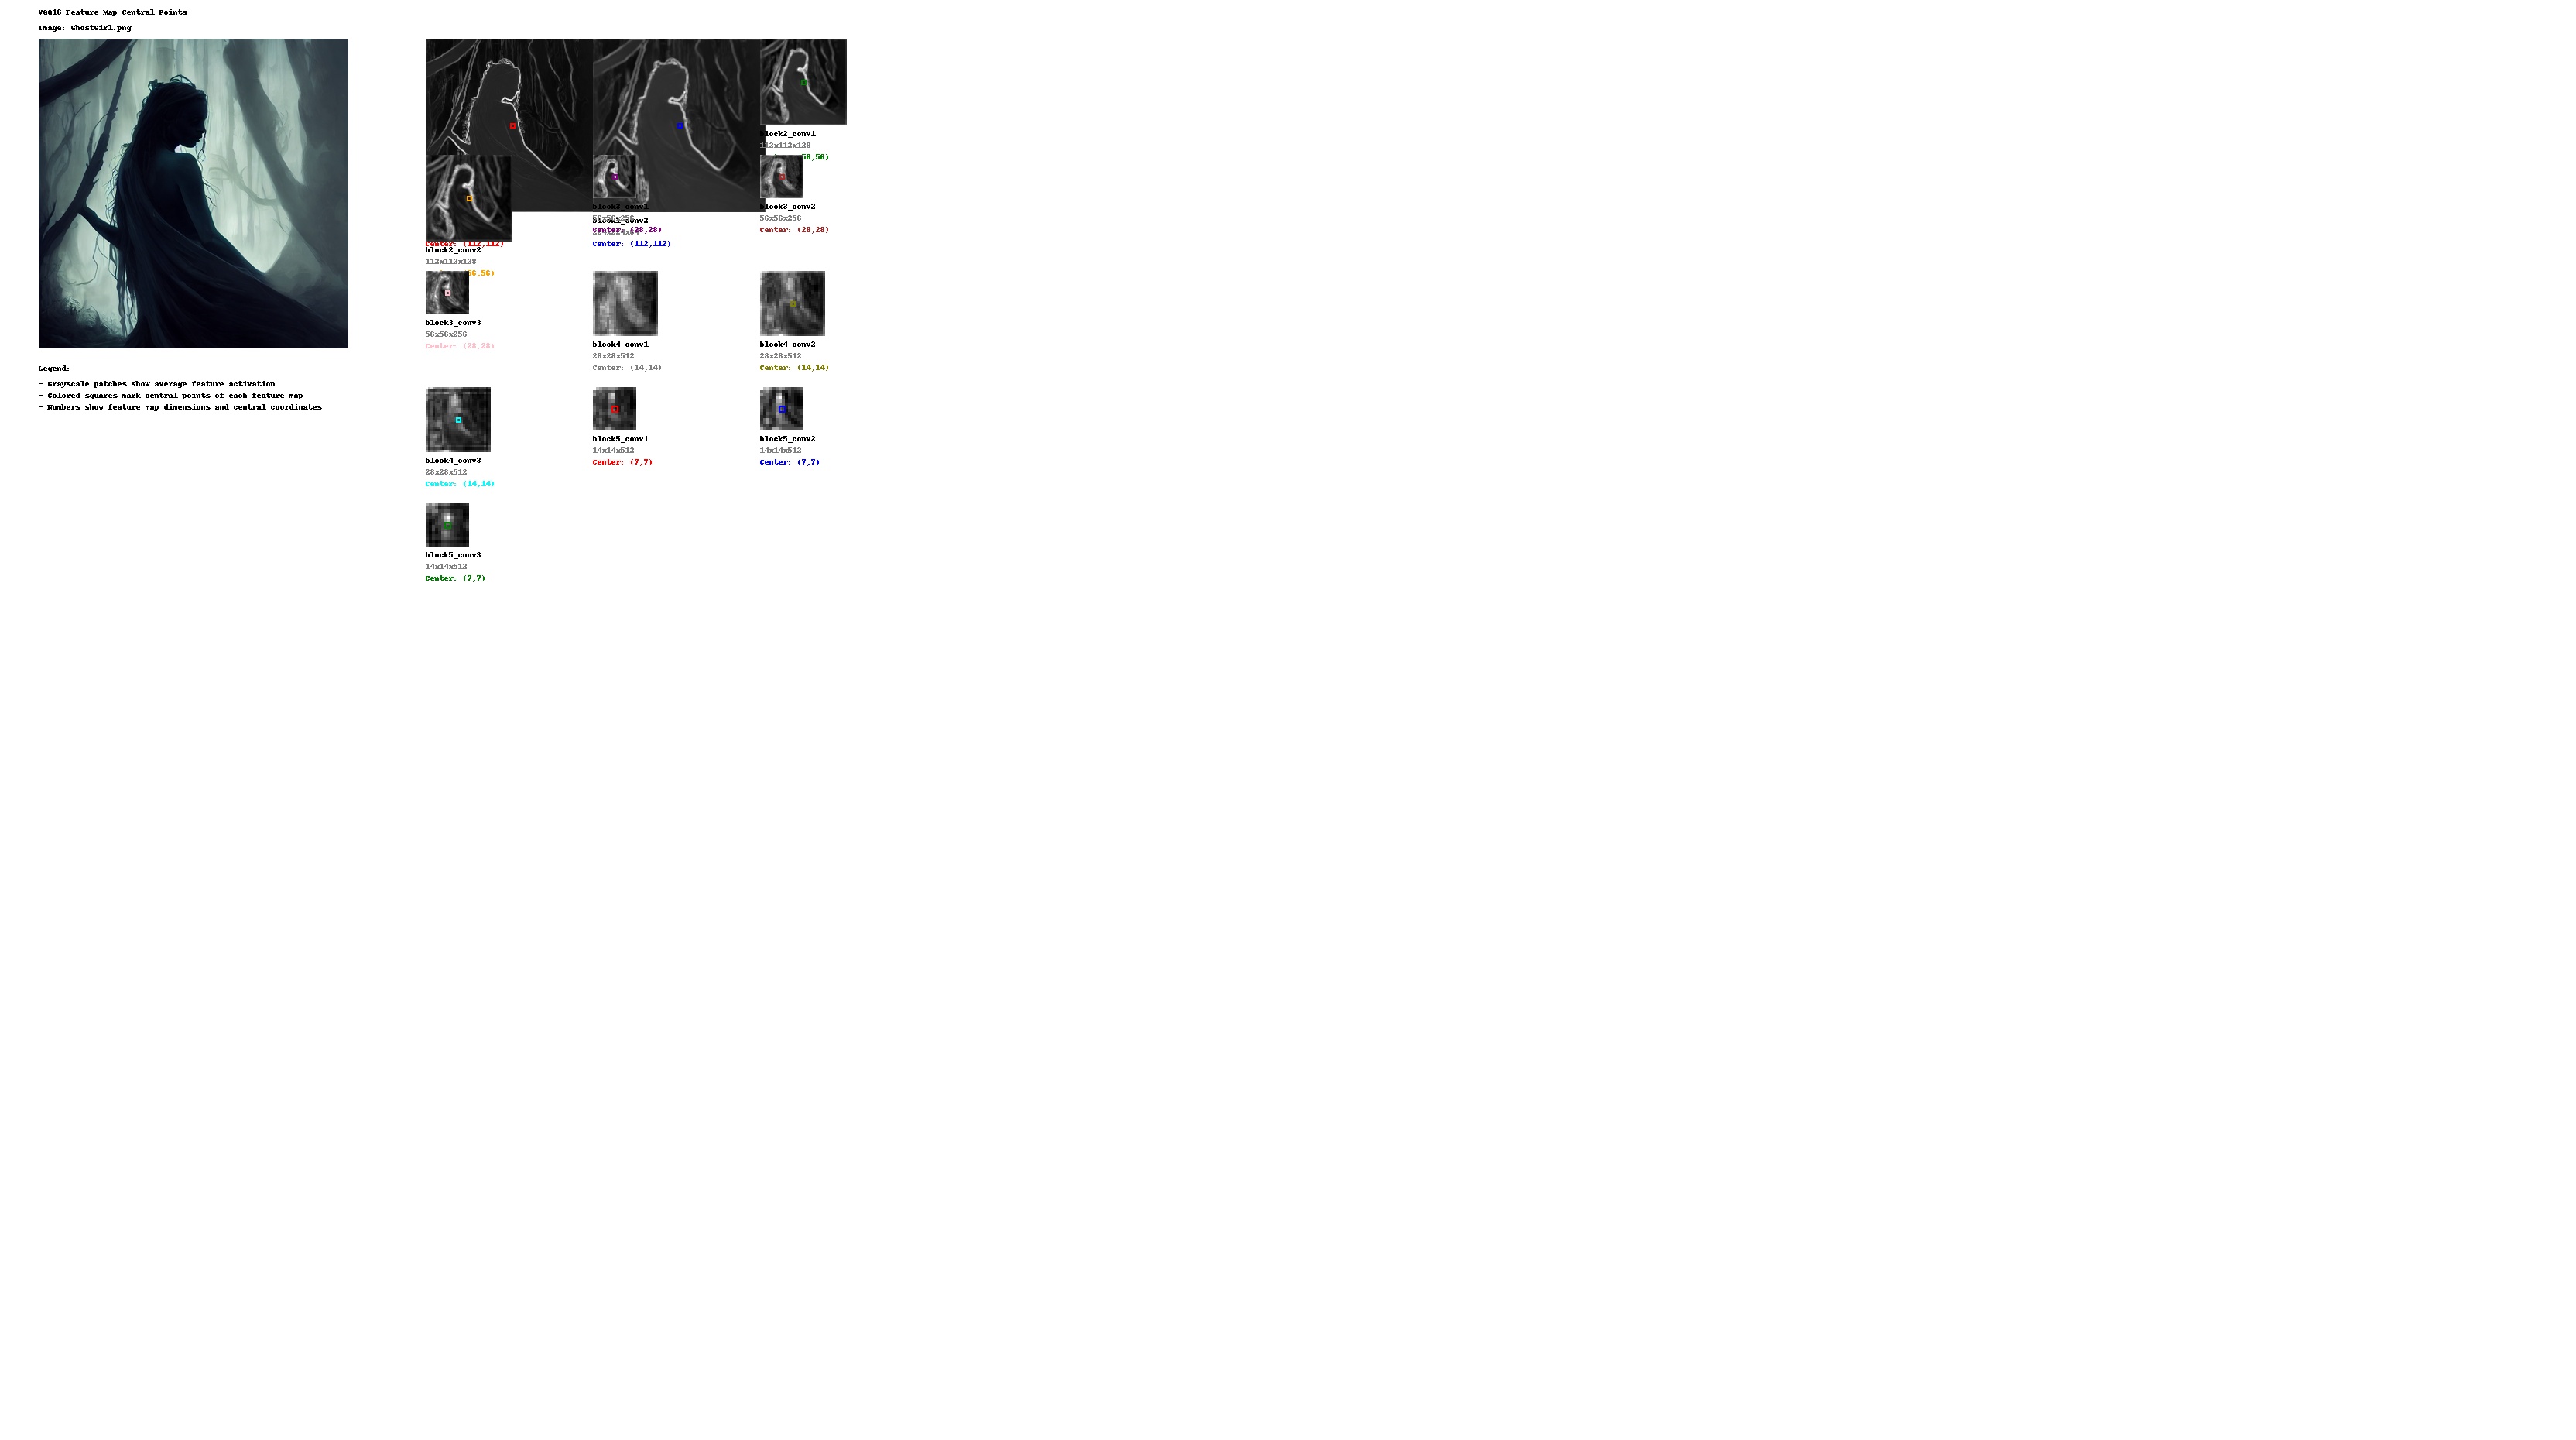 VGG16 Feature Map Central Points
Image: GhostGirl.png
block2_conv1
112x112x128
56,56)
block3_conv1
56x56x256
block1_conv2
Center: (28,28)
Center: (112,112)
block3_conv2
56x56x256
Center: (28,28)
Center: (112,112)
block2_conv2
112x112x128
56,56)
block3_conv3
56x56x256
Center: (28,28)
block4_conv1
28x28x512
Center: (14,14)
block4_conv2
28x28x512
Center: (14,14)
Legend:
- Grayscale patches show average feature activation
- Colored squares mark central points of each feature map
- Numbers show feature map dimensions and central coordinates
block4_conv3
28x28x512
Center: (14,14)
block5_conv1
14x14x512
Center: (7,7)
block5_conv2
14x14x512
Center: (7,7)
block5_conv3
14x14x512
Center: (7,7)